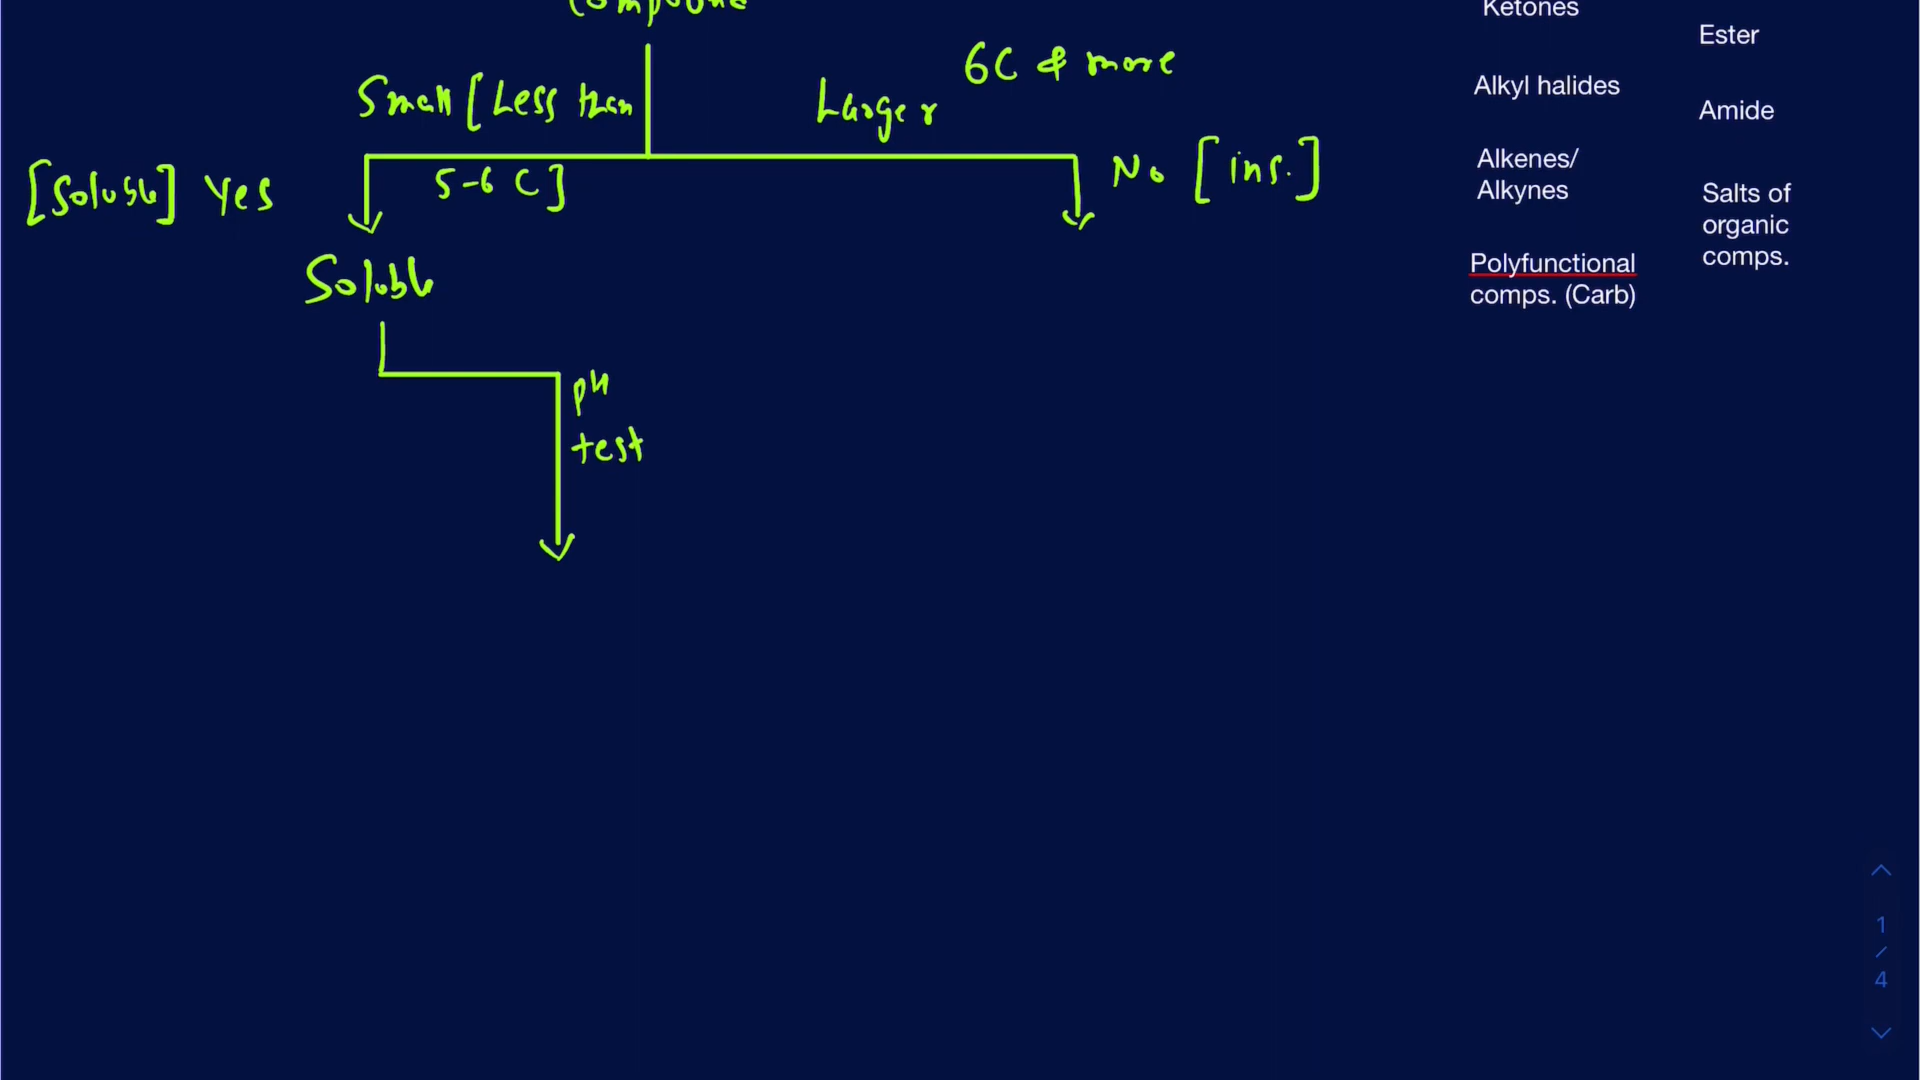 Compound
Small [Less than
5-6 C]
Larger
6C & more
[Soluble] Yes
No [ins.]
Soluble
pH
test
Ketones
Alkyl halides
Alkenes/
Alkynes
Polyfunctional
comps. (Carb)
Ester
Amide
Salts of
organic
comps.
1
/
4